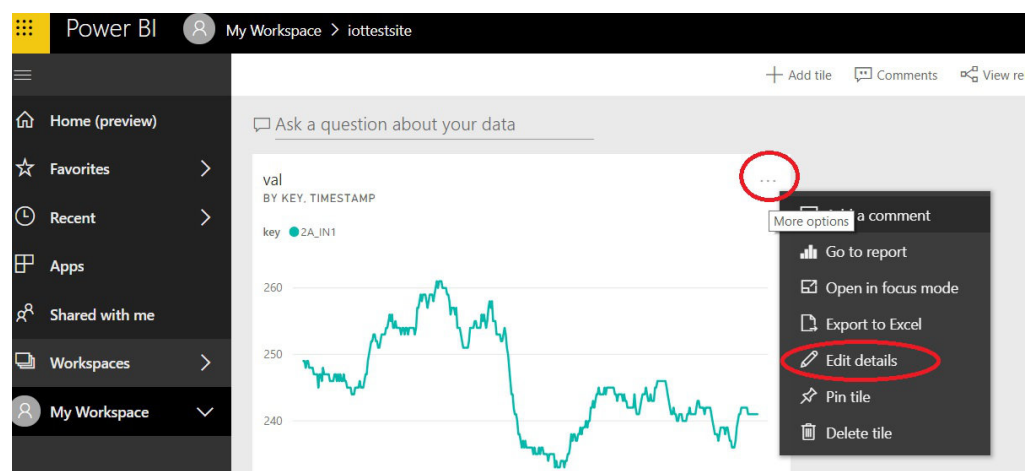 Power BI
My Workspace > iottestsite
Add tile
Comments
View re
Home (preview)
Favorites
Recent
Apps
Shared with me
Workspaces
My Workspace
Ask a question about your data
val
BY KEY, TIMESTAMP
key 2A_IN1
260
250
240
...
More options
a comment
Go to report
Open in focus mode
Export to Excel
Edit details
Pin tile
Delete tile